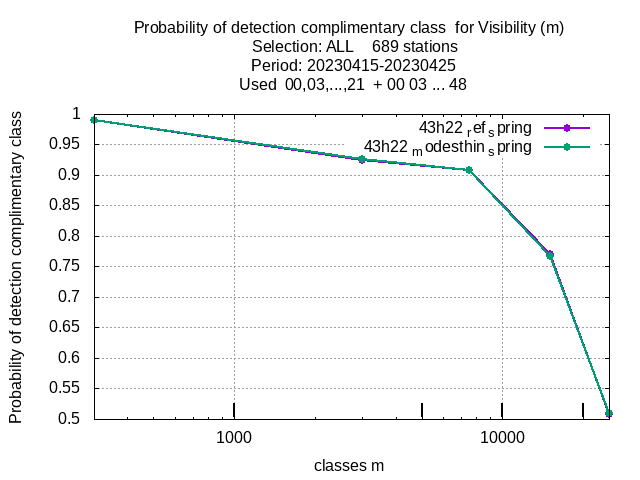 Probability of detection complimentary class  for Visibility (m)
Selection: ALL    689 stations
Period: 20230415-20230425
Used  00,03,...,21  + 00 03 ... 48
Probability of detection complimentary class
1
0.95
0.9
0.85
0.8
0.75
0.7
0.65
0.6
0.55
0.5
43h22 ref spring
43h22 modesthin spring
1000
10000
classes m